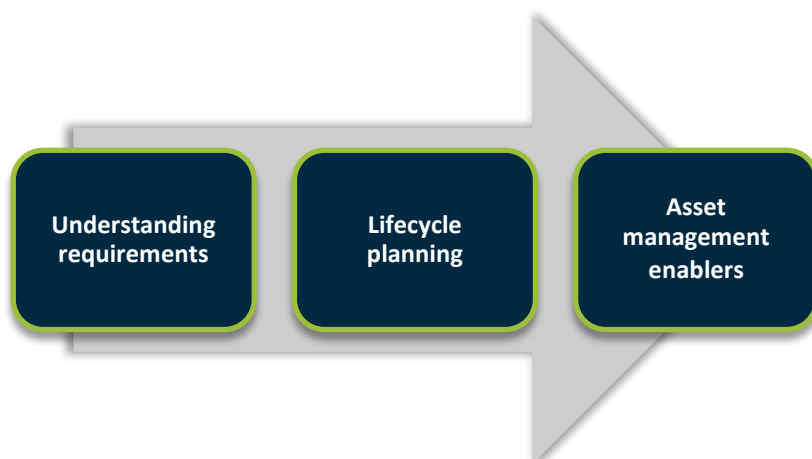 Understanding
requirements
Lifecycle
planning
Asset
management
enablers